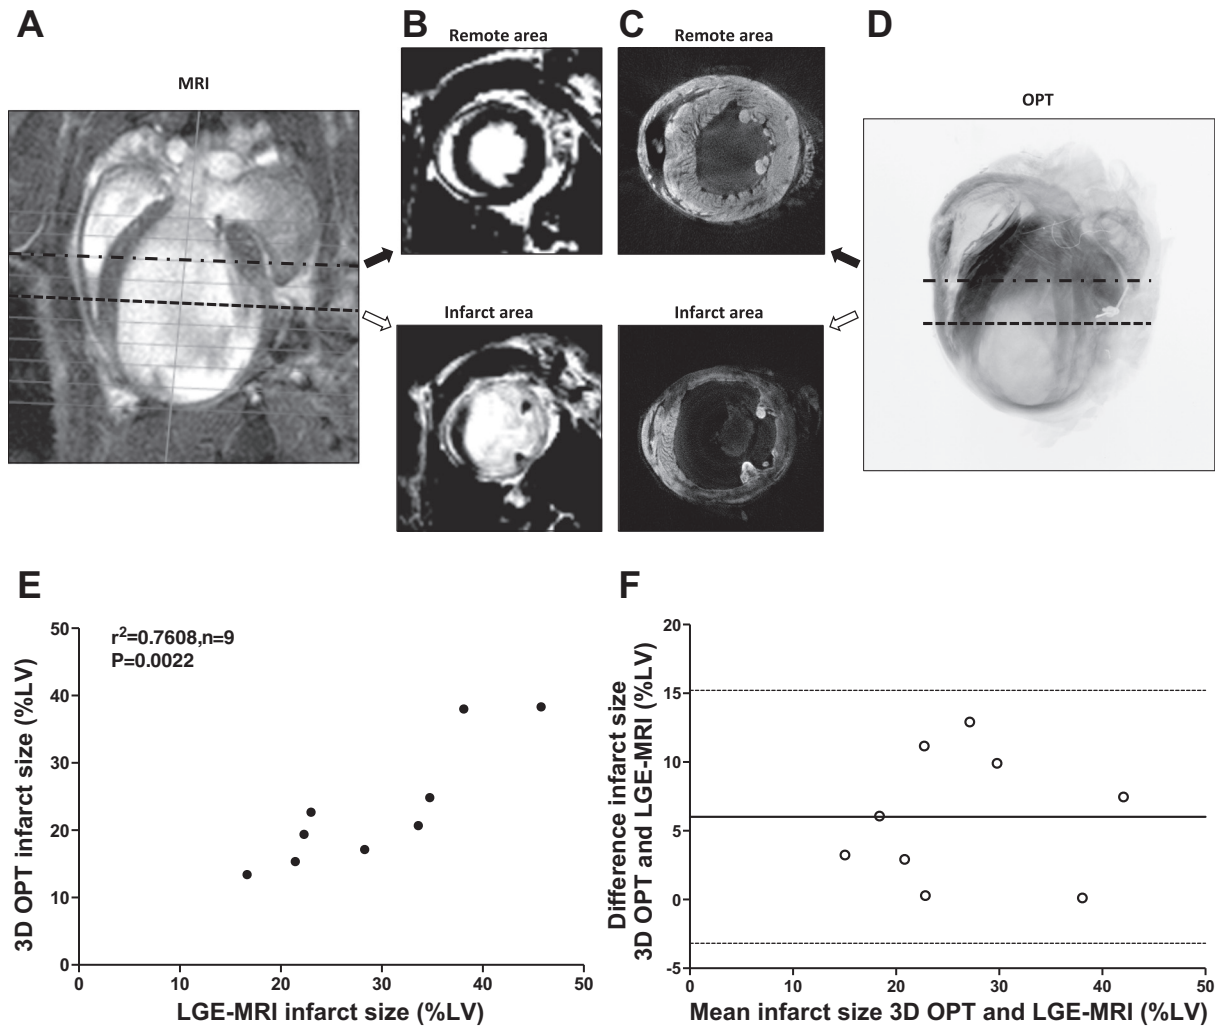 A
B
C
D
MRI
Remote area
Remote area
OPT
Infarct area
Infarct area
E
r²=0.7608,n=9
P=0.0022
50
40
30
20
10
0
0 10 20 30 40 50
3D OPT infarct size (%LV)
LGE-MRI infarct size (%LV)
F
20
15
10
5
0
-5
0 10 20 30 40 50
Difference infarct size
3D OPT and LGE-MRI (%LV)
Mean infarct size 3D OPT and LGE-MRI (%LV)